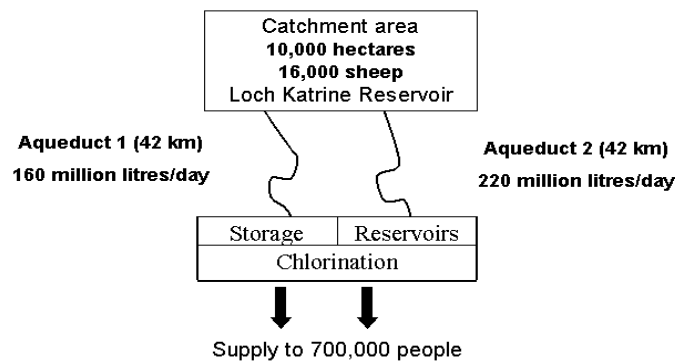 Catchment area
10,000 hectares
16,000 sheep
Loch Katrine Reservoir
Aqueduct 1 (42 km)
160 million litres/day
Aqueduct 2 (42 km)
220 million litres/day
Storage
Reservoirs
Chlorination
Supply to 700,000 people